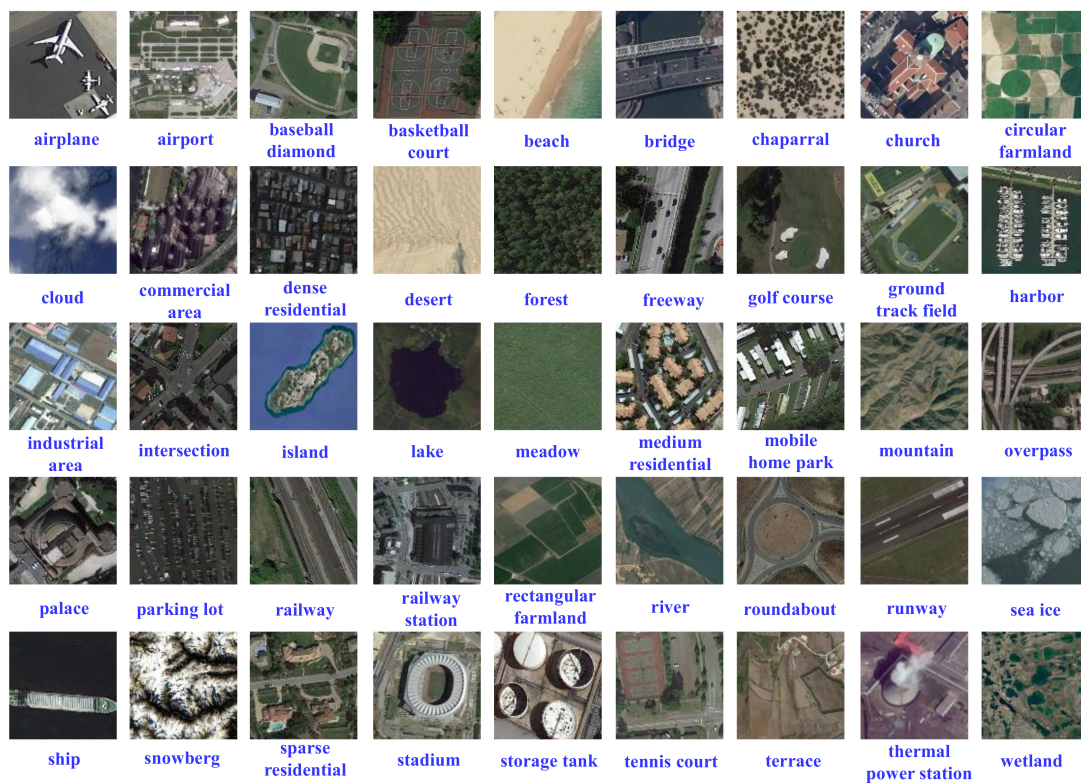 airplane
airport
baseball
diamond
basketball
court
beach
bridge
chaparral
church
circular
farmland
cloud
commercial
area
dense
residential
desert
forest
freeway
golf course
ground
track field
harbor
industrial
area
intersection
island
lake
meadow
medium
residential
mobile
home park
mountain
overpass
palace
parking lot
railway
railway
station
rectangular
farmland
river
roundabout
runway
sea ice
ship
snowberg
sparse
residential
stadium
storage tank
tennis court
terrace
thermal
power station
wetland